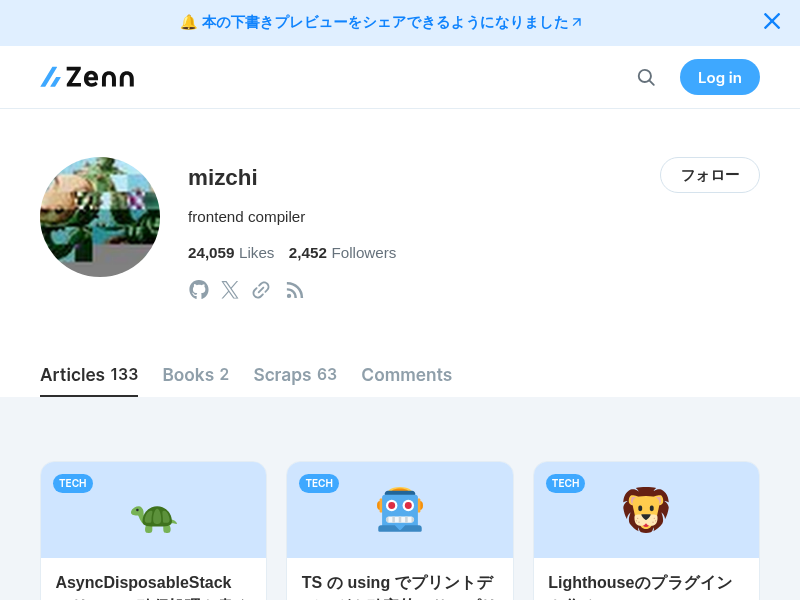 🔔 本の下書きプレビューをシェアできるようになりました
Zenn
Log in
mizchi
フォロー
frontend compiler
24,059 Likes 2,452 Followers
Articles 133 Books 2 Scraps 63 Comments
TECH
TECH
TECH
AsyncDisposableStack
TS の using でプリントデ
Lighthouseのプラグイン